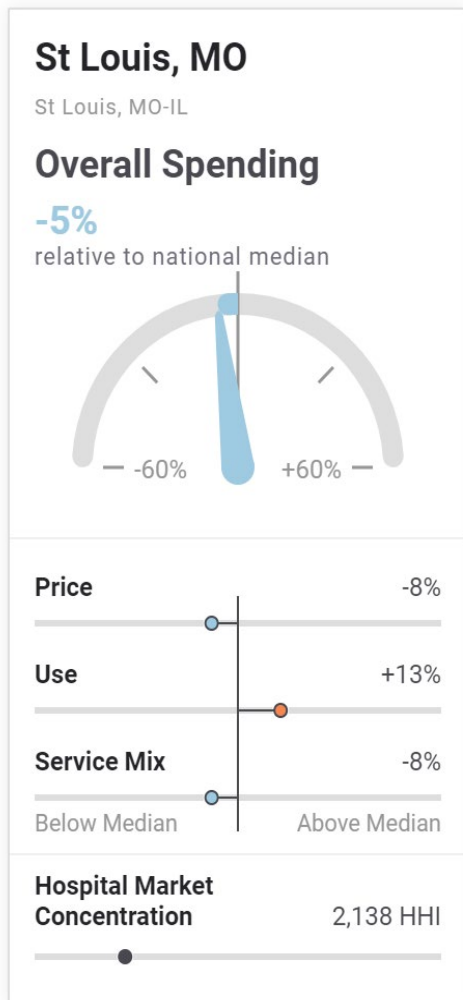 St Louis, MO
St Louis, MO-IL
Overall Spending
-5%
relative to national median
-60% +60%
Price -8%
Use +13%
Service Mix -8%
Below Median Above Median
Hospital Market
Concentration 2,138 HHI